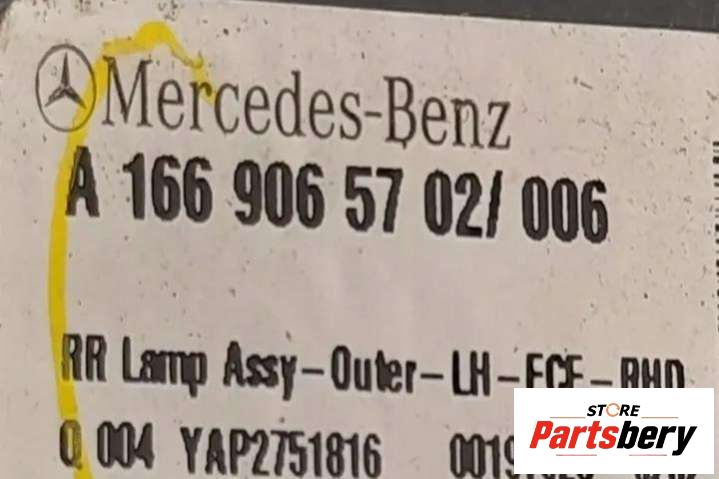 Mercedes-Benz
A 166 906 57 02/ 006
RR Lamp Assy-Outer-LH-ECE-RHD
Q 004 YAP2751816
STORE
Partsbery